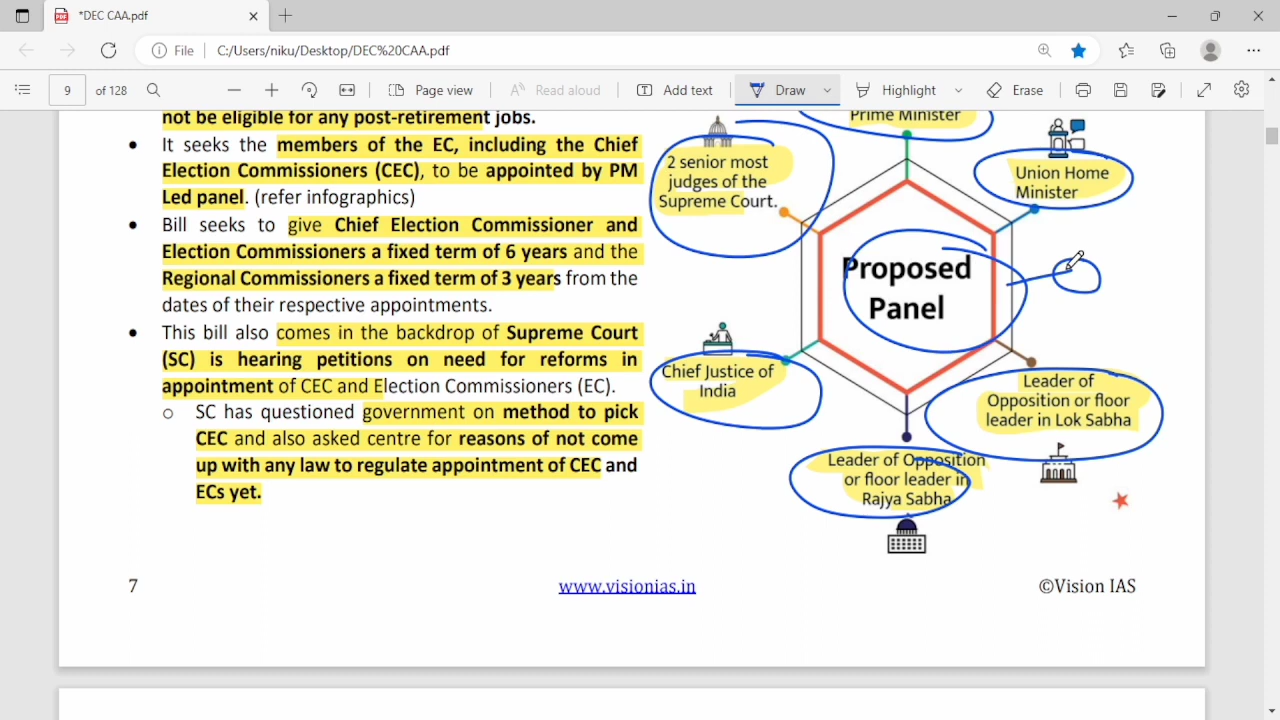 *DEC CAA.pdf
File
C:/Users/niku/Desktop/DEC%20CAA.pdf
9
of 128
Page view
Read aloud
Add text
Draw
Highlight
Erase
not be eligible for any post-retirement jobs.
• It seeks the members of the EC, including the Chief
Election Commissioners (CEC), to be appointed by PM
Led panel. (refer infographics)
• Bill seeks to give Chief Election Commissioner and
Election Commissioners a fixed term of 6 years and the
Regional Commissioners a fixed term of 3 years from the
dates of their respective appointments.
• This bill also comes in the backdrop of Supreme Court
(SC) is hearing petitions on need for reforms in
appointment of CEC and Election Commissioners (EC).
o SC has questioned government on method to pick
CEC and also asked centre for reasons of not come
up with any law to regulate appointment of CEC and
ECs yet.
Prime Minister
2 senior most
judges of the
Supreme Court.
Union Home
Minister
Proposed
Panel
Chief Justice of
India
Leader of
Opposition or floor
leader in Lok Sabha
Leader of Opposition
or floor leader in
Rajya Sabha
7
www.visionias.in
©Vision IAS